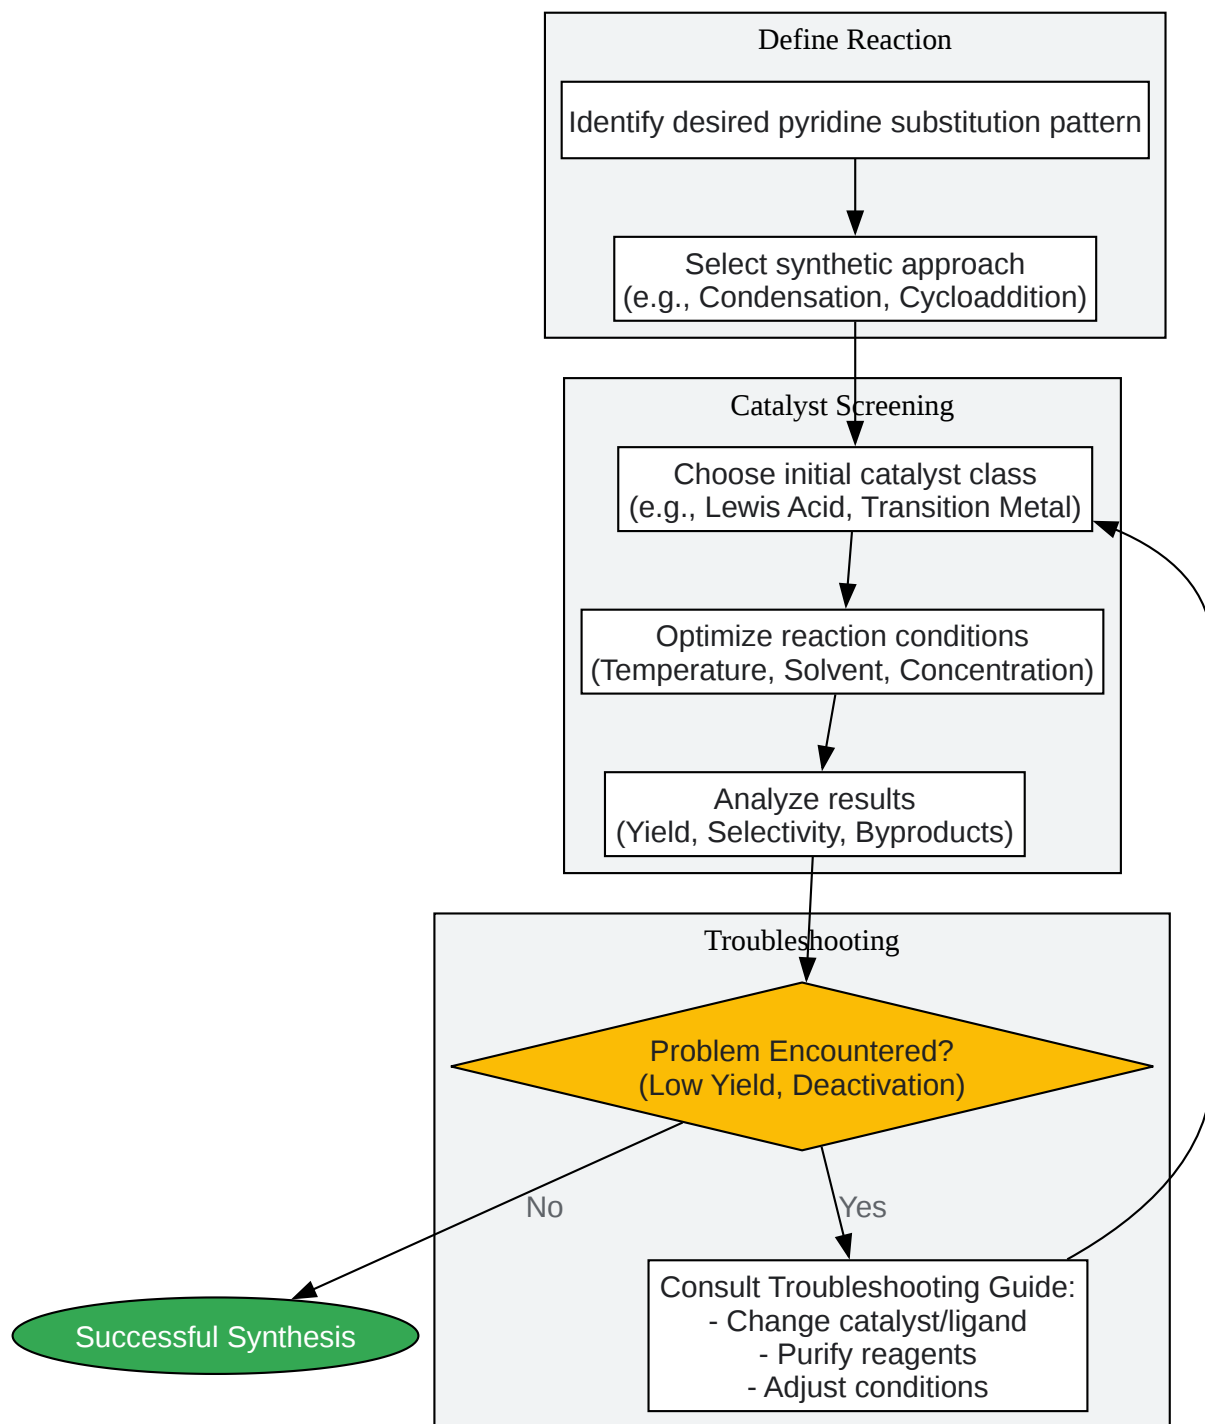 Define Reaction
Identify desired pyridine substitution pattern
Select synthetic approach
(e.g., Condensation, Cycloaddition)
Catalyst Screening
Choose initial catalyst class
(e.g., Lewis Acid, Transition Metal)
Optimize reaction conditions
(Temperature, Solvent, Concentration)
Analyze results
(Yield, Selectivity, Byproducts)
Troubleshooting
Problem Encountered?
(Low Yield, Deactivation)
No
Yes
Successful Synthesis
Consult Troubleshooting Guide:
- Change catalyst/ligand
- Purify reagents
- Adjust conditions